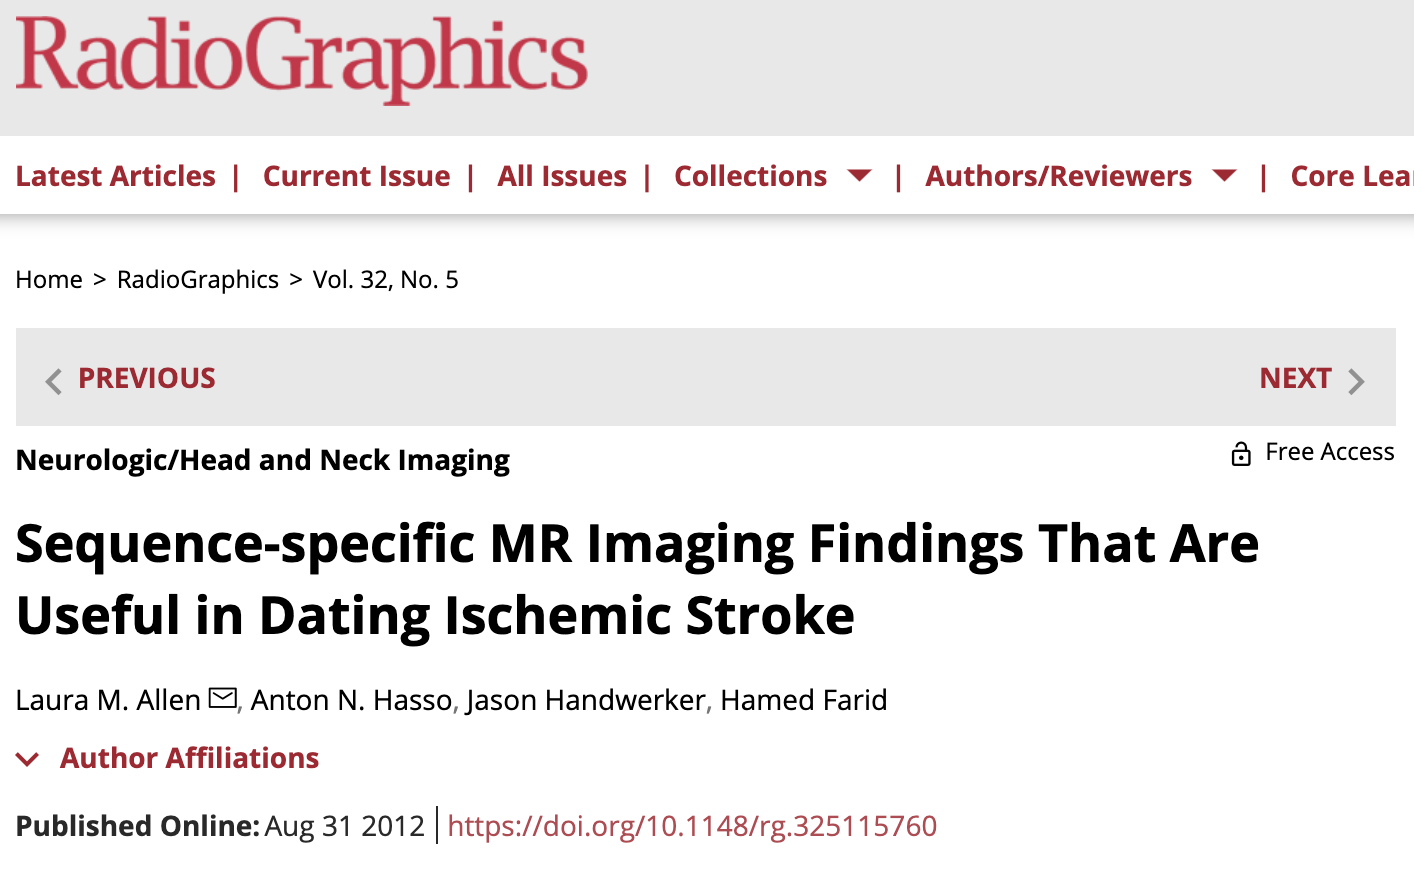 RadioGraphics
Latest Articles | Current Issue | All Issues | Collections | Authors/Reviewers | Core Lea
Home > RadioGraphics > Vol. 32, No. 5
PREVIOUS NEXT
Neurologic/Head and Neck Imaging Free Access
Sequence-specific MR Imaging Findings That Are
Useful in Dating Ischemic Stroke
Laura M. Allen, Anton N. Hasso, Jason Handwerker, Hamed Farid
Author Affiliations
Published Online: Aug 31 2012 | https://doi.org/10.1148/rg.325115760